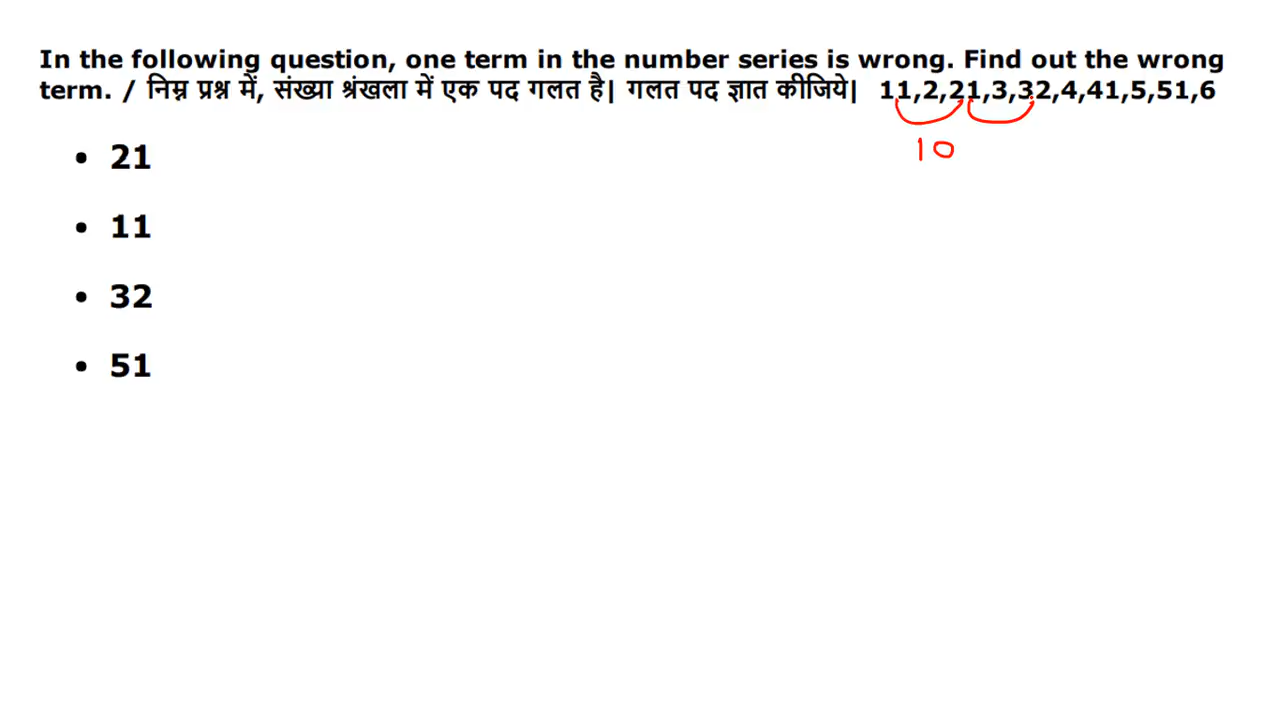 In the following question, one term in the number series is wrong. Find out the wrong
term. / निम्न प्रश्न में, संख्या श्रंखला में एक पद गलत है| गलत पद ज्ञात कीजिये| 11,2,21,3,32,4,41,5,51,6
10
• 21
• 11
• 32
• 51